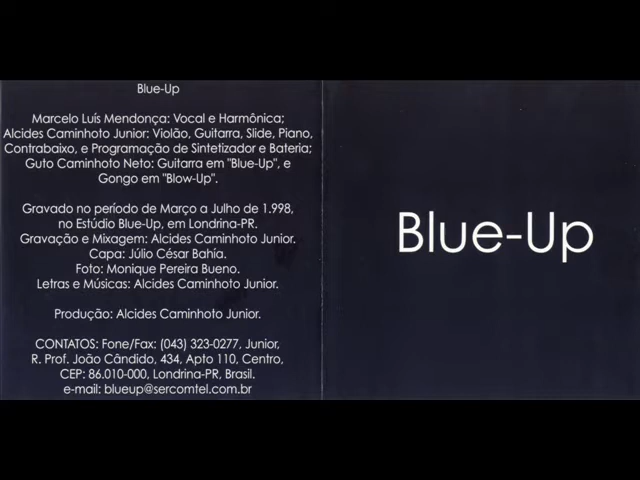 Blue-Up
Marcelo Luís Mendonça: Vocal e Harmônica;
Alcides Caminhoto Junior: Violão, Guitarra, Slide, Piano,
Contrabaixo, e Programação de Sintetizador e Bateria;
Guto Caminhoto Neto: Guitarra em "Blue-Up", e
Gongo em "Blow-Up".
Gravado no período de Março a Julho de 1.998,
no Estúdio Blue-Up, em Londrina-PR.
Gravação e Mixagem: Alcides Caminhoto Junior.
Capa: Júlio César Bahía.
Foto: Monique Pereira Bueno.
Letras e Músicas: Alcides Caminhoto Junior.
Produção: Alcides Caminhoto Junior.
CONTATOS: Fone/Fax: (043) 323-0277, Junior,
R. Prof. João Cândido, 434, Apto 110, Centro,
CEP: 86.010-000, Londrina-PR, Brasil.
e-mail: blueup@sercomtel.com.br
Blue-Up